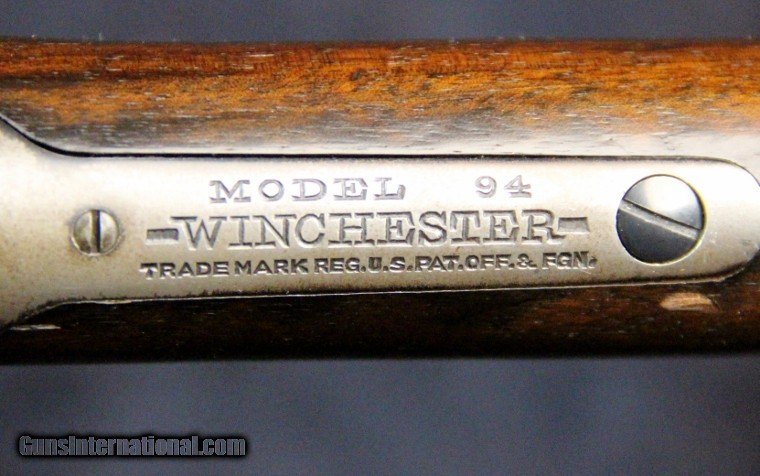 MODEL 94
-WINCHESTER-
TRADE MARK REG. U.S. PAT. OFF. & FGN.
GunsInternational.com